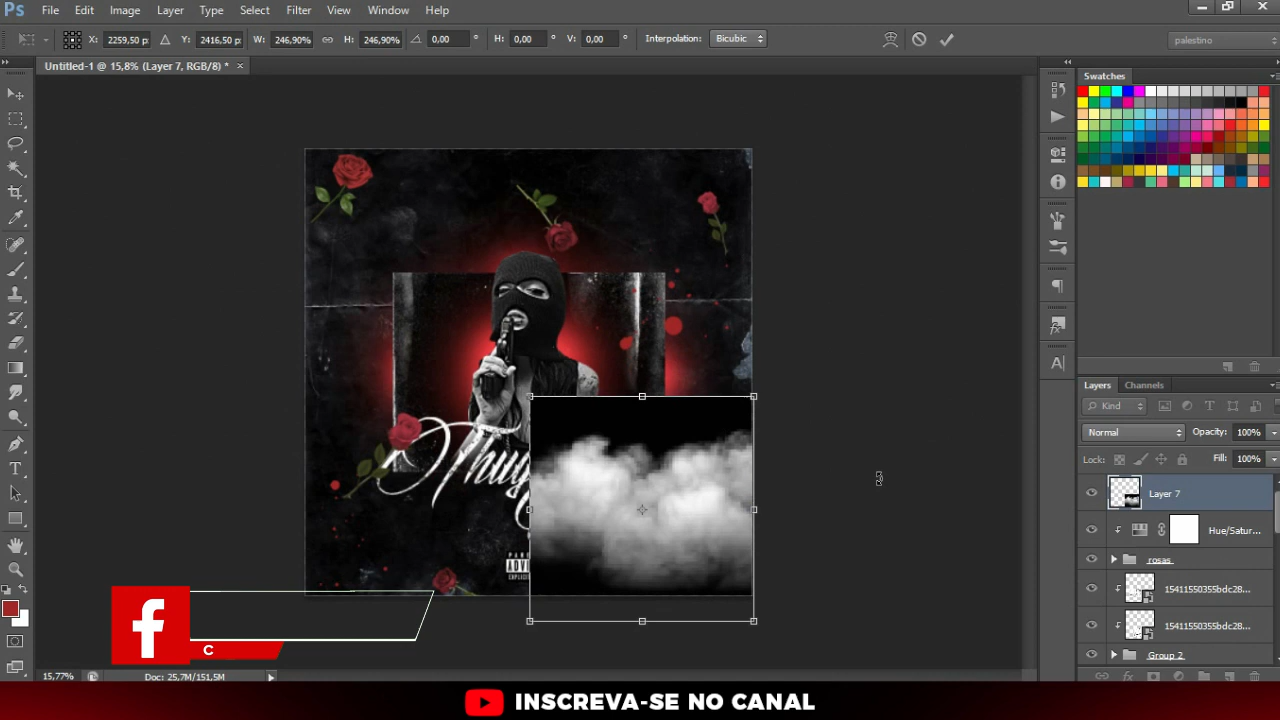 Ps File Edit Image Layer Type Select Filter View Window Help
X: 2259,50 p Y: 2416,50 p W: 246,90% H: 246,90% 0,00 ° H: 0,00 ° V: 0,00 ° Interpolation: Bicubic palestino
Untitled-1 @ 15,8% (Layer 7, RGB/8) * ×
Swatches
Layers Channels
Kind
Normal Opacity: 100%
Lock: Fill: 100%
Layer 7
Hue/Satur...
rosas
15411550355bdc28...
15411550355bdc28...
Group 2
Thug
ADVI
f
C
15,77% Doc: 25,7M/151,5M
INSCREVA-SE NO CANAL